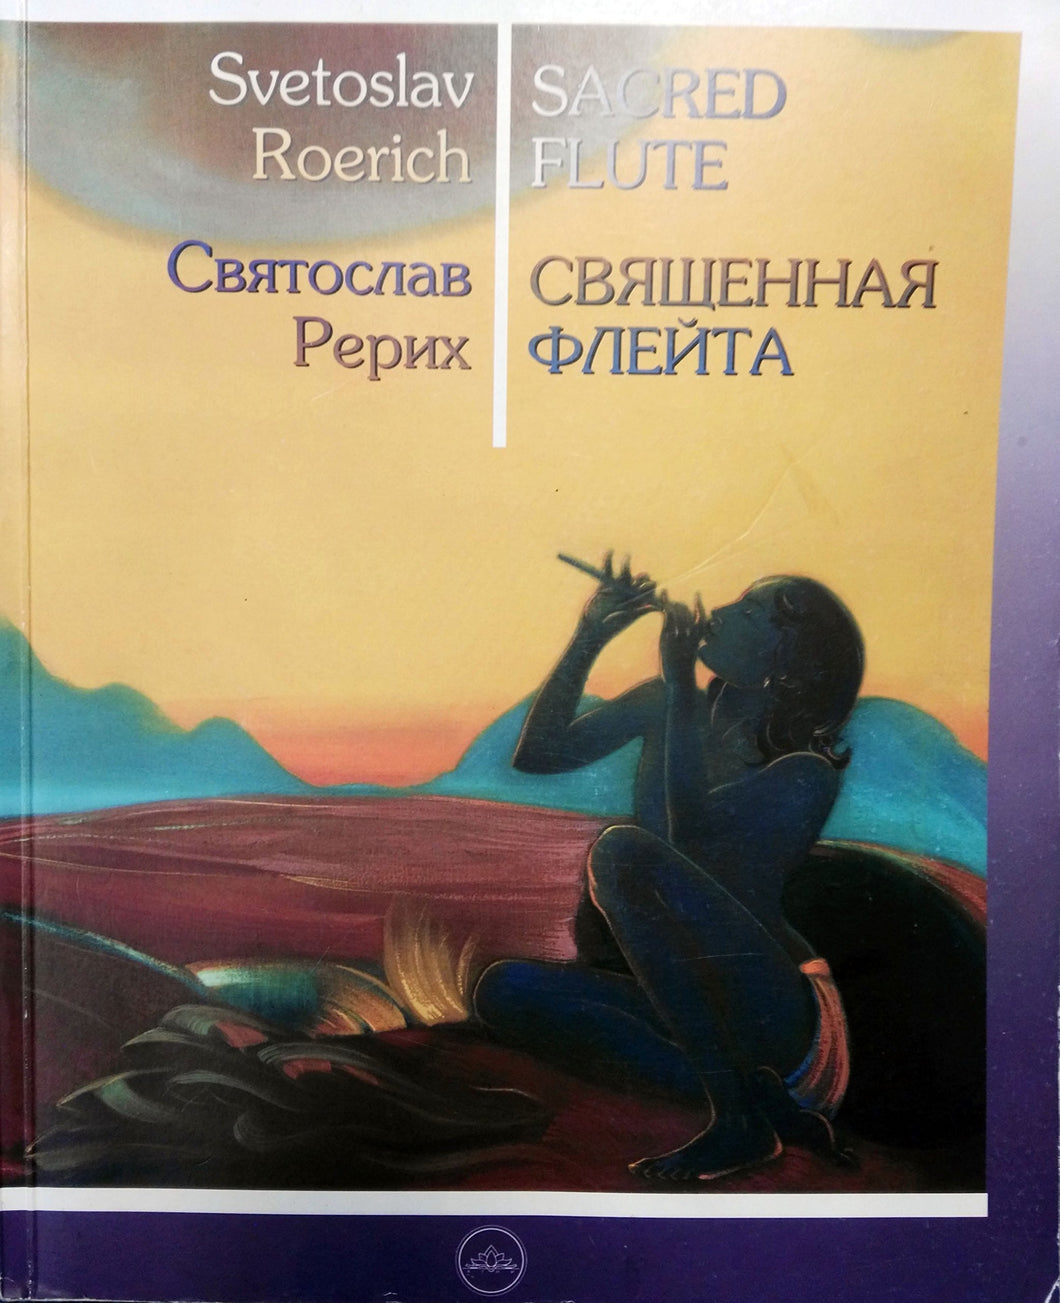 Svetoslav
Roerich
SACRED
FLUTE
Святослав
Рерих
СВЯЩЕННАЯ
ФЛЕЙТА